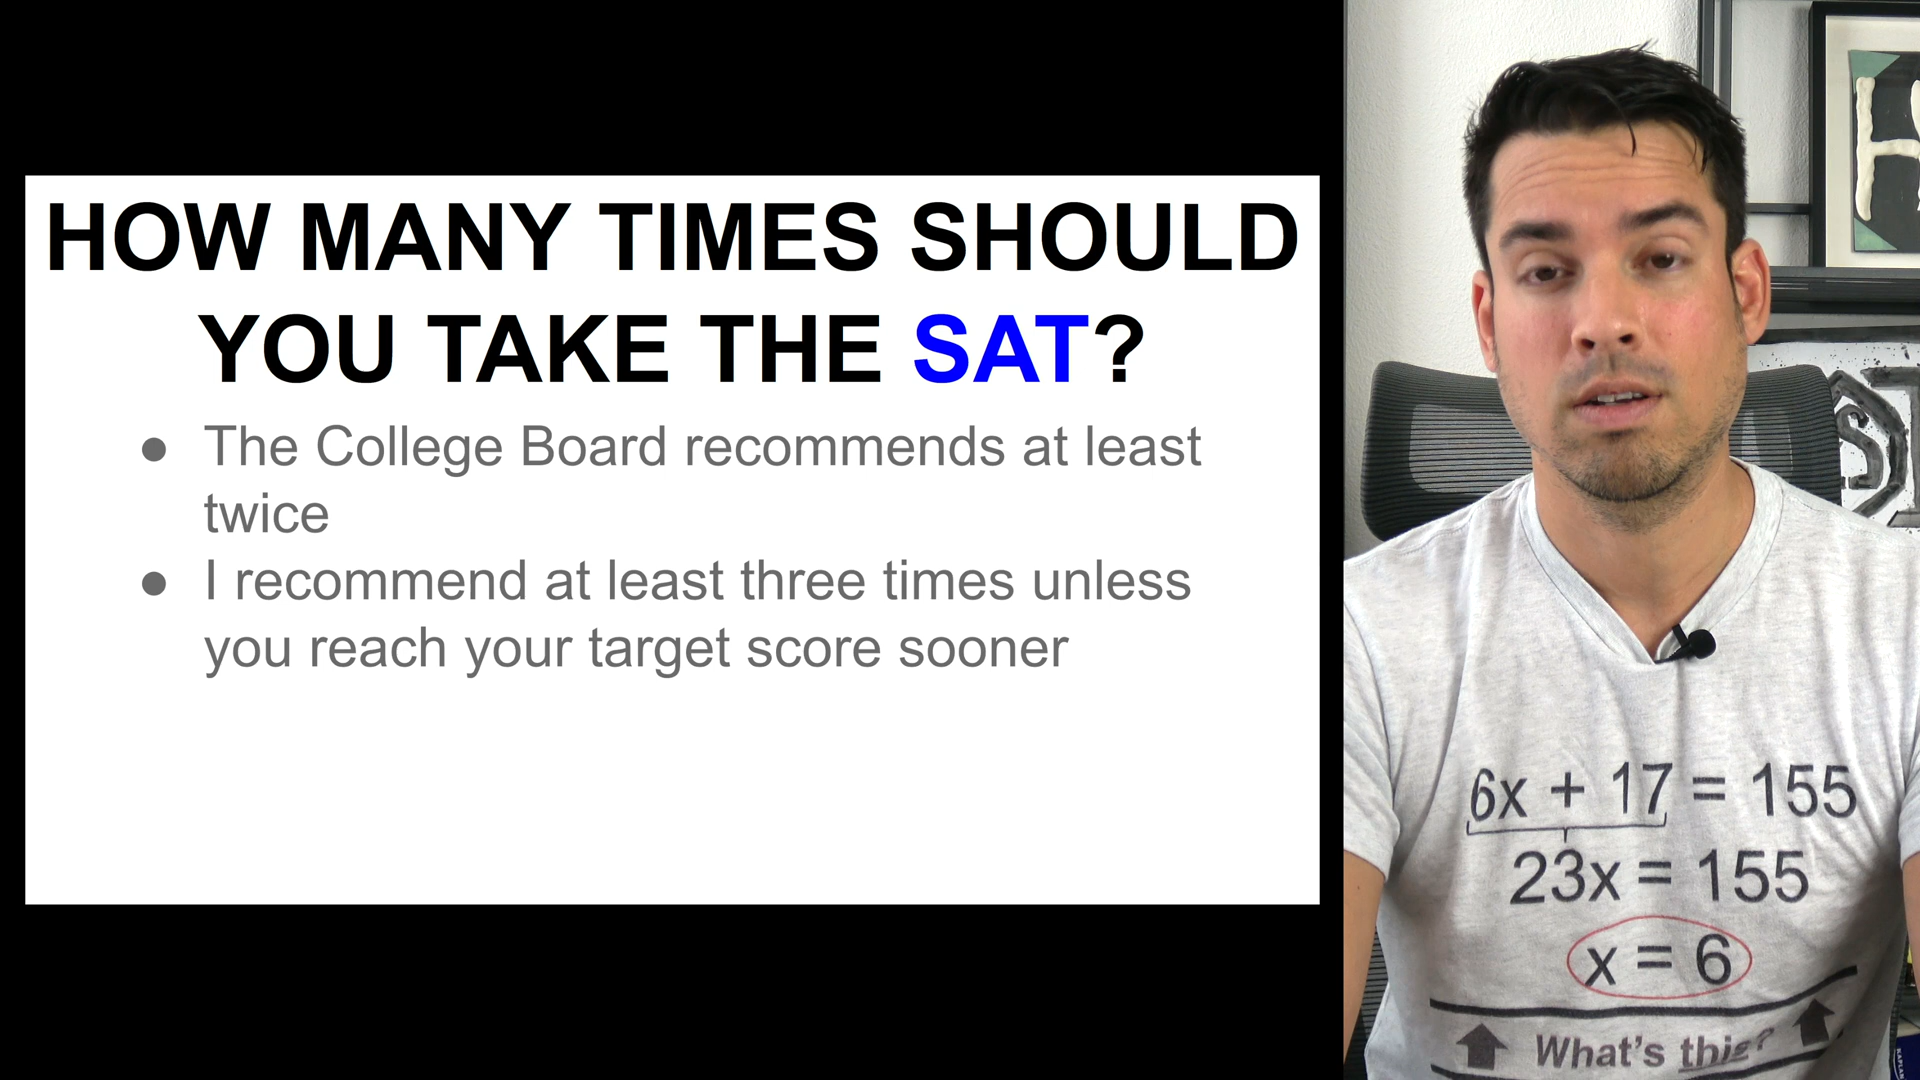 HOW MANY TIMES SHOULD
YOU TAKE THE SAT?
● The College Board recommends at least
twice
● I recommend at least three times unless
you reach your target score sooner
6x + 17 = 155
23x = 155
x = 6
What's this?
KAPLAN